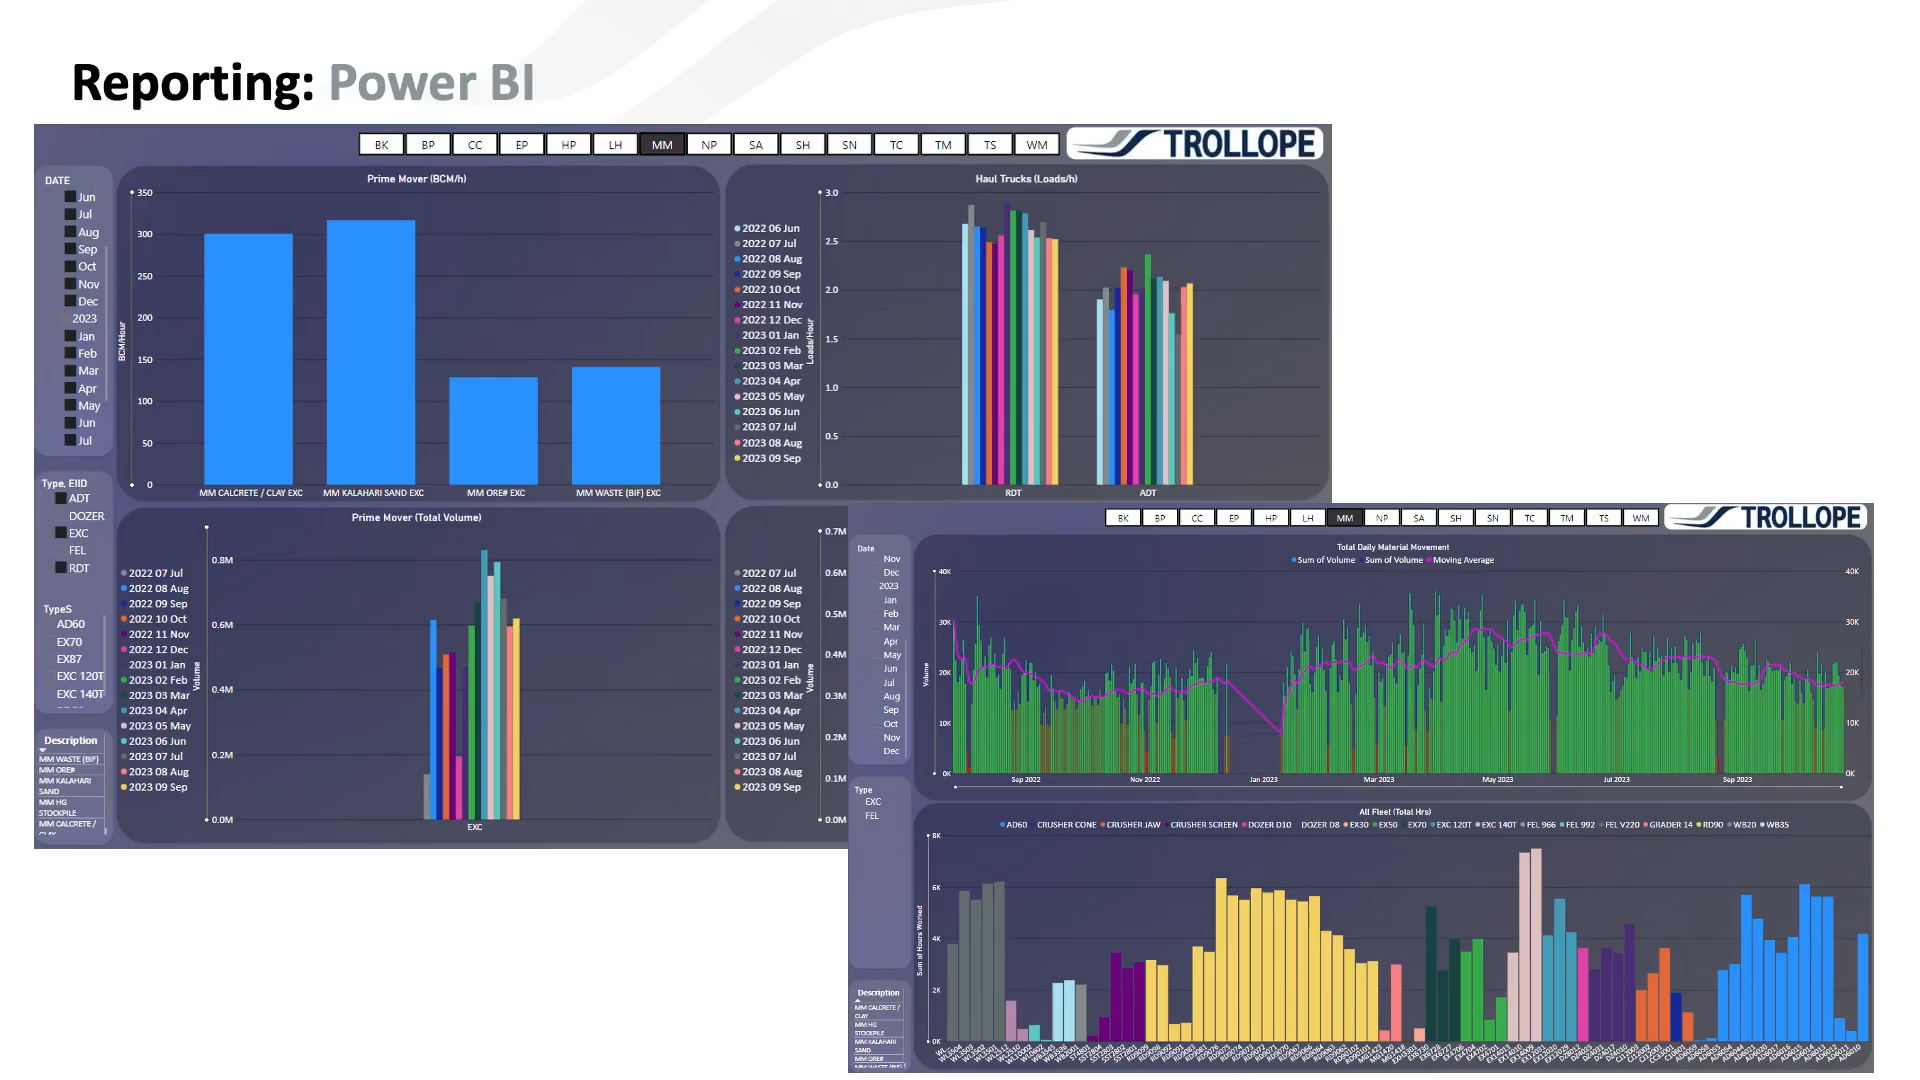 Reporting: Power BI
BK BP CC EP HP LH MM NP SA SH SN TC TM TS WM
TROLLOPE
DATE
Jun
Jul
Aug
Sep
Oct
Nov
Dec
2023
Jan
Feb
Mar
Apr
May
Jun
Jul
Type, EIID
ADT
DOZER
EXC
FEL
RDT
TypeS
AD60
EX70
EX87
EXC 120T
EXC 140T
Description
MM WASTE (BIF)
MM ORE#
MM KALAHARI
SAND
MM HG
STOCKPILE
MM CALCRETE /
Prime Mover (BCM/h)
350
300
250
200
150
100
50
0
BCM/Hour
MM CALCRETE / CLAY EXC MM KALAHARI SAND EXC MM ORE# EXC MM WASTE (BIF) EXC
Haul Trucks (Loads/h)
2022 06 Jun
2022 07 Jul
2022 08 Aug
2022 09 Sep
2022 10 Oct
2022 11 Nov
2022 12 Dec
2023 01 Jan
2023 02 Feb
2023 03 Mar
2023 04 Apr
2023 05 May
2023 06 Jun
2023 07 Jul
2023 08 Aug
2023 09 Sep
Loads/Hour
3.0
2.5
2.0
1.5
1.0
0.5
0.0
RDT ADT
Prime Mover (Total Volume)
2022 07 Jul
2022 08 Aug
2022 09 Sep
2022 10 Oct
2022 11 Nov
2022 12 Dec
2023 01 Jan
2023 02 Feb
2023 03 Mar
2023 04 Apr
2023 05 May
2023 06 Jun
2023 07 Jul
2023 08 Aug
2023 09 Sep
Volume
0.8M
0.6M
0.4M
0.2M
0.0M
EXC
2022 07 Jul
2022 08 Aug
2022 09 Sep
2022 10 Oct
2022 11 Nov
2022 12 Dec
2023 01 Jan
2023 02 Feb
2023 03 Mar
2023 04 Apr
2023 05 May
2023 06 Jun
2023 07 Jul
2023 08 Aug
2023 09 Sep
Volume
0.7M
0.6M
0.5M
0.4M
0.3M
0.2M
0.1M
0.0M
BK BP CC EP HP LH MM NP SA SH SN TC TM TS WM
TROLLOPE
Date
Nov
Dec
2023
Jan
Feb
Mar
Apr
May
Jun
Jul
Aug
Sep
Oct
Nov
Dec
Type
EXC
FEL
Description
MM CALCRETE /
CLAY
MM HG
STOCKPILE
MM KALAHARI
SAND
MM ORE#
MM WASTE (BIF)
Total Daily Material Movement
Sum of Volume Sum of Volume Moving Average
40K
30K
20K
10K
0K
Volume
40K
30K
20K
10K
0K
Sep 2022 Nov 2022 Jan 2023 Mar 2023 May 2023 Jul 2023 Sep 2023
All Fleet (Total Hrs)
AD60 CRUSHER CONE CRUSHER JAW CRUSHER SCREEN DOZER D10 DOZER D8 EX30 EX50 EX70 EXC 120T EXC 140T FEL 966 FEL 992 FEL V220 GRADER 14 RD90 WB20 WB35
8K
6K
4K
2K
0K
Sum of Hours Worked